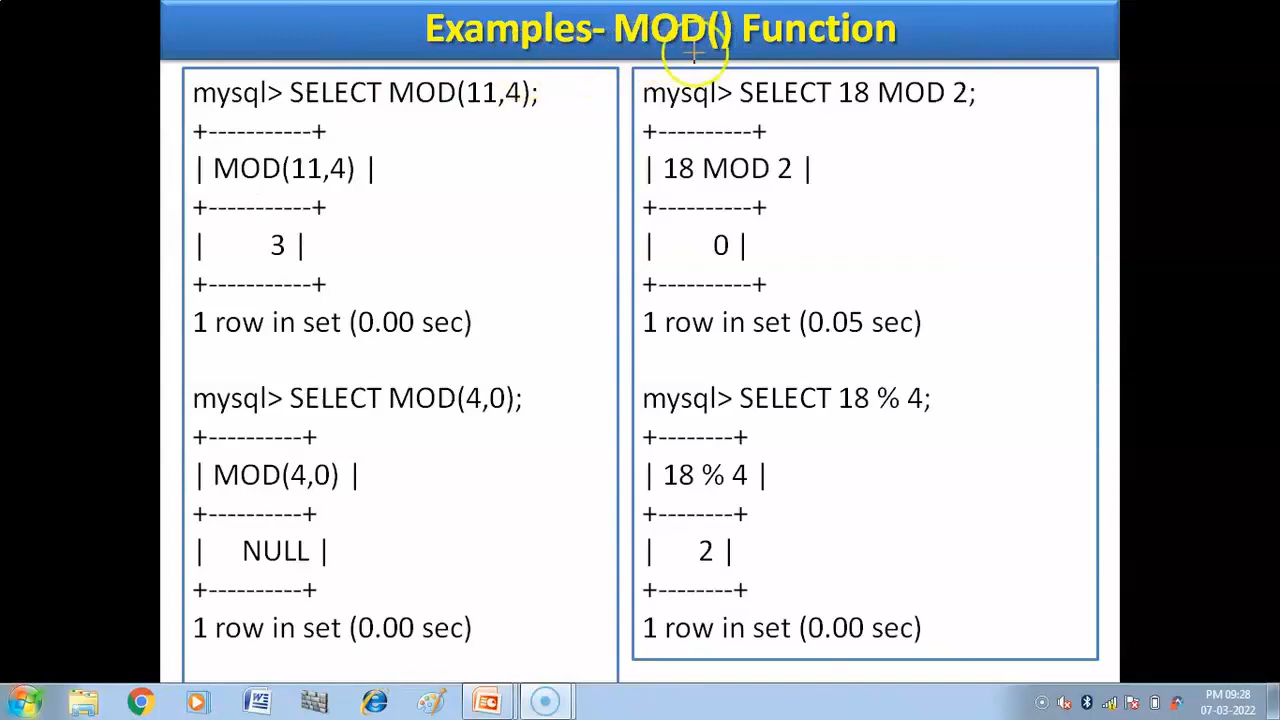 Examples- MOD() Function
mysql> SELECT MOD(11,4);
+-----------+
| MOD(11,4) |
+-----------+
| 3 |
+-----------+
1 row in set (0.00 sec)
mysql> SELECT MOD(4,0);
+----------+
| MOD(4,0) |
+----------+
| NULL |
+----------+
1 row in set (0.00 sec)
mysql> SELECT 18 MOD 2;
+----------+
| 18 MOD 2 |
+----------+
| 0 |
+----------+
1 row in set (0.05 sec)
mysql> SELECT 18 % 4;
+--------+
| 18 % 4 |
+--------+
| 2 |
+--------+
1 row in set (0.00 sec)
PM 09:28
07-03-2022